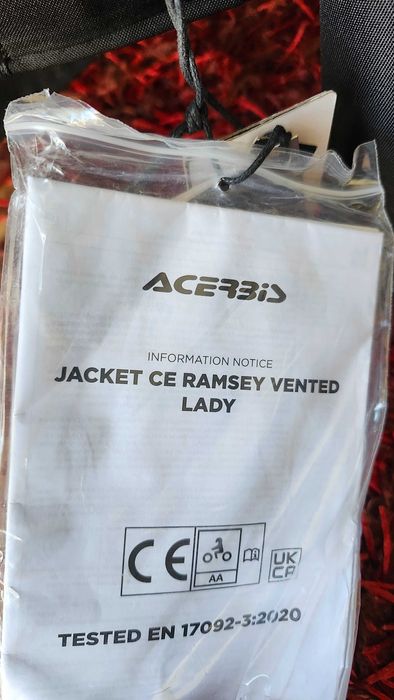 ACERBIS
INFORMATION NOTICE
JACKET CE RAMSEY VENTED
LADY
CE
AA
UK
CA
TESTED EN 17092-3:2020